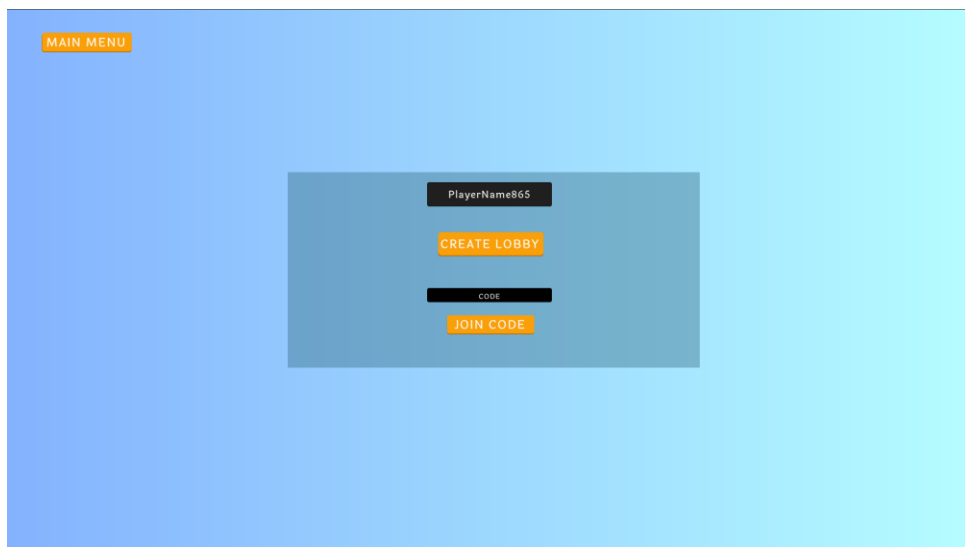 MAIN MENU
PlayerName865
CREATE LOBBY
CODE
JOIN CODE